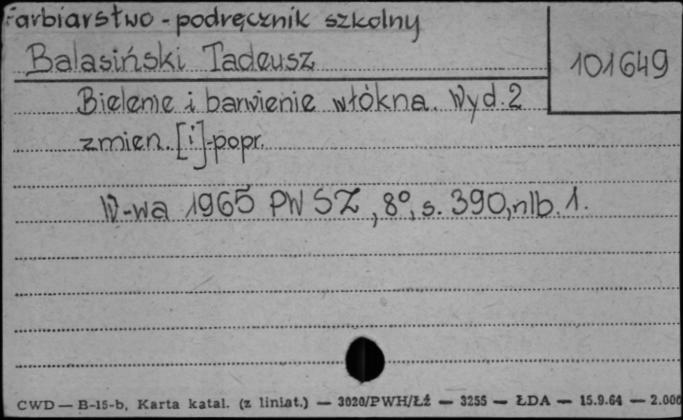 Farbiarstwo - podręcznik szkolny
Balasiński Tadeusz
101649
Bielenie i barwienie włókna. Wyd. 2
zmien. [i] popr.
W-wa 1965 PWSZ, 8°, s. 390, nlb. 1.
CWD — B-15-b, Karta katal. (z liniat.) — 3020/PWH/Łź — 3255 — ŁDA — 15.9.64 — 2.000